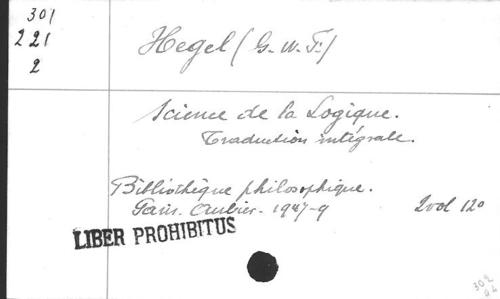 301
221
2
Hegel (G. W. F.)
Science de la Logique.
Traduction intégrale.
Bibliothèque philosophique.
Paris. Aubier. 1947-9 2 vol 12°
LIBER PROHIBITUS
302